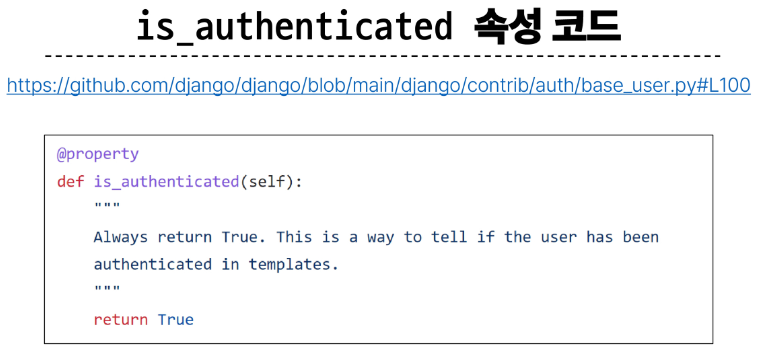 is_authenticated 속성 코드
https://github.com/django/django/blob/main/django/contrib/auth/base_user.py#L100
@property
def is_authenticated(self):
    """
    Always return True. This is a way to tell if the user has been
    authenticated in templates.
    """
    return True